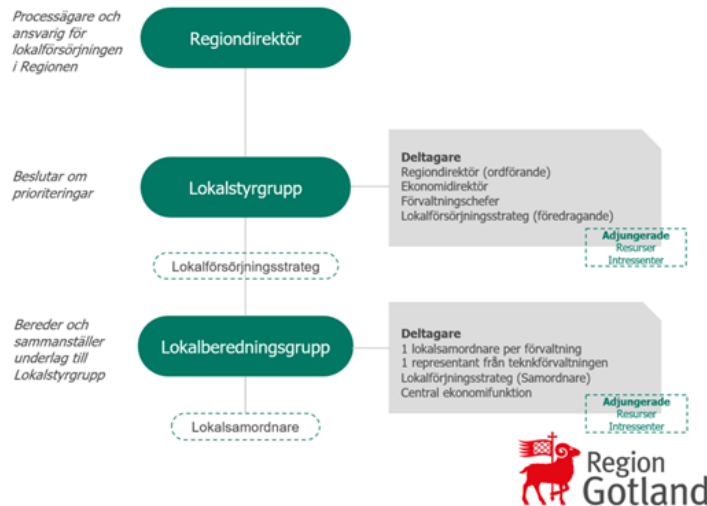 Processägare och
ansvarig för
lokalförsörjningen
i Regionen
Regiondirektör
Beslutar om
prioriteringar
Lokalstyrgrupp
Deltagare
Regiondirektör (ordförande)
Ekonomidirektör
Förvaltningschefer
Lokalförsörjningsstrateg (föredragande)
Adjungerade
Resurser
Intressenter
Lokalförsörjningsstrateg
Bereder och
sammanställer
underlag till
Lokalstyrgrupp
Lokalberedningsgrupp
Deltagare
1 lokalsamordnare per förvaltning
1 representant från teknkförvaltningen
Lokalförjningsstrateg (Samordnare)
Central ekonomifunktion
Adjungerade
Resurser
Intressenter
Lokalsamordnare
Region
Gotland